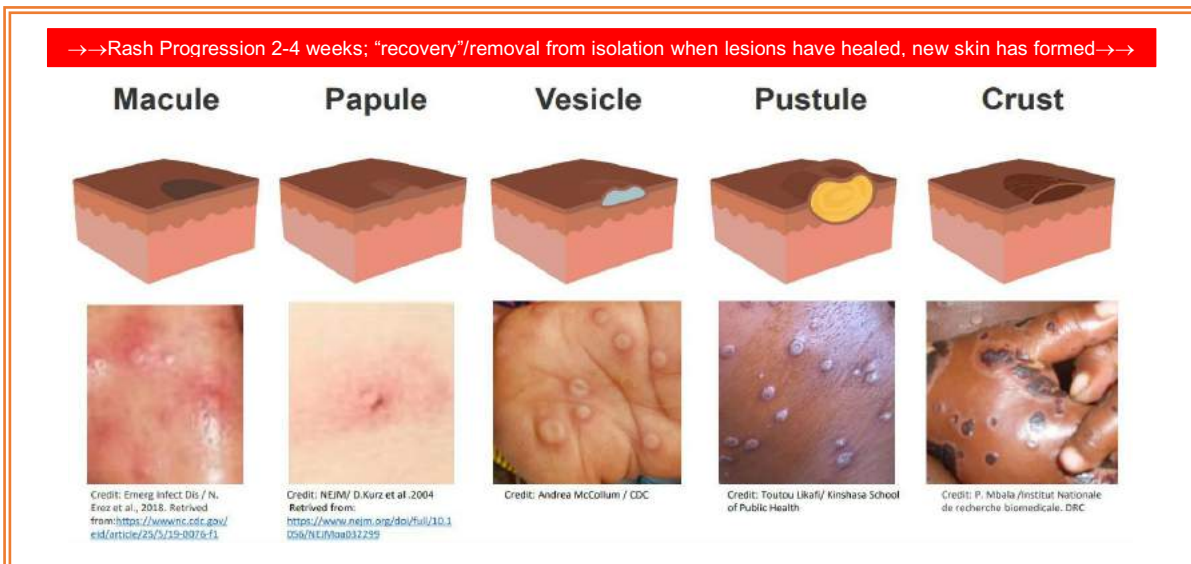 →→Rash Progression 2-4 weeks; “recovery”/removal from isolation when lesions have healed, new skin has formed→→
Macule
Papule
Vesicle
Pustule
Crust
Credit: Emerg Infect Dis / N.
Erez et al., 2018. Retrived
from:https://wwwnc.cdc.gov/
eid/article/25/5/19-0076-f1
Credit: NEJM/ D.Kurz et al .2004
Retrived from:
https://www.nejm.org/doi/full/10.1
056/NEJMoa032299
Credit: Andrea McCollum / CDC
Credit: Toutou Likafi/ Kinshasa School
of Public Health
Credit: P. Mbala /Institut Nationale
de recherche biomedicale. DRC